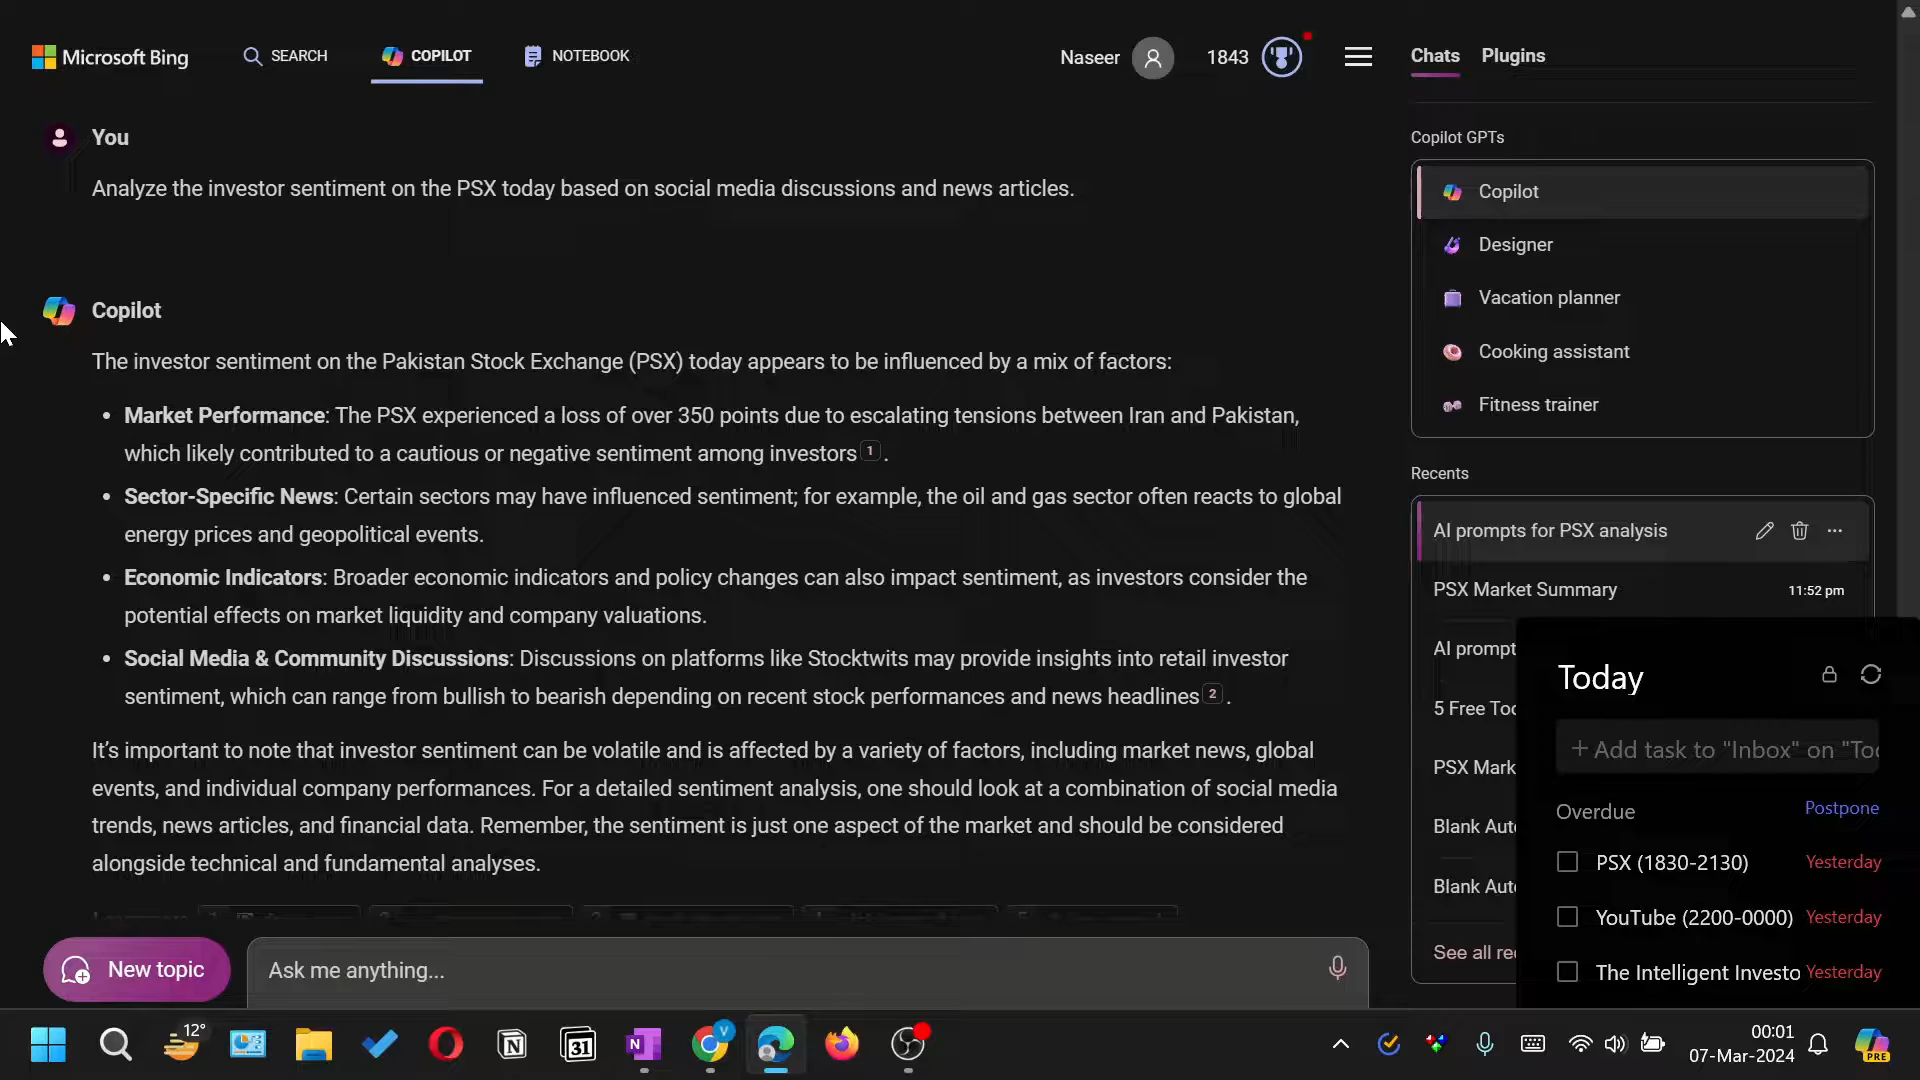 Microsoft Bing
SEARCH
COPILOT
NOTEBOOK
Naseer
1843
Chats
Plugins
You
Analyze the investor sentiment on the PSX today based on social media discussions and news articles.
Copilot
The investor sentiment on the Pakistan Stock Exchange (PSX) today appears to be influenced by a mix of factors:
• Market Performance: The PSX experienced a loss of over 350 points due to escalating tensions between Iran and Pakistan,
which likely contributed to a cautious or negative sentiment among investors 1 .
• Sector-Specific News: Certain sectors may have influenced sentiment; for example, the oil and gas sector often reacts to global
energy prices and geopolitical events.
• Economic Indicators: Broader economic indicators and policy changes can also impact sentiment, as investors consider the
potential effects on market liquidity and company valuations.
• Social Media & Community Discussions: Discussions on platforms like Stocktwits may provide insights into retail investor
sentiment, which can range from bullish to bearish depending on recent stock performances and news headlines 2 .
It's important to note that investor sentiment can be volatile and is affected by a variety of factors, including market news, global
events, and individual company performances. For a detailed sentiment analysis, one should look at a combination of social media
trends, news articles, and financial data. Remember, the sentiment is just one aspect of the market and should be considered
alongside technical and fundamental analyses.
New topic
Ask me anything...
Copilot GPTs
Copilot
Designer
Vacation planner
Cooking assistant
Fitness trainer
Recents
AI prompts for PSX analysis
PSX Market Summary 11:52 pm
AI prompt
5 Free Too
PSX Mark
Blank Aut
Blank Aut
See all re
Today
+ Add task to "Inbox" on "Too
Overdue
Postpone
PSX (1830-2130) Yesterday
YouTube (2200-0000) Yesterday
The Intelligent Investo Yesterday
12°
31
N
N
V
00:01
07-Mar-2024
PRE